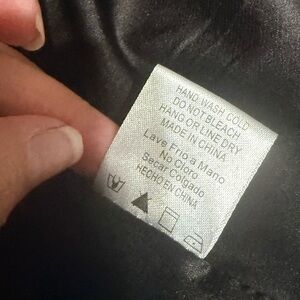 HAND WASH COLD
DO NOT BLEACH
HANG OR LINE DRY
MADE IN CHINA
Lave Frio a Mano
No Cloro
Secar Colgado
HECHO EN CHINA